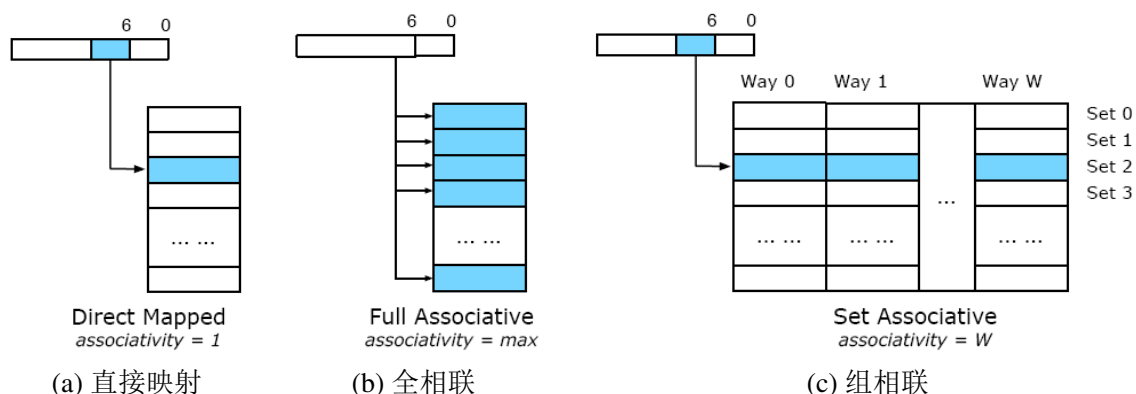 6 0
6 0
6 0
Way 0 Way 1 Way W
Set 0
Set 1
Set 2
Set 3
...
... ...
... ...
... ...
... ...
... ...
Direct Mapped
associativity = 1
Full Associative
associativity = max
Set Associative
associativity = W
(a) 直接映射
(b) 全相联
(c) 组相联